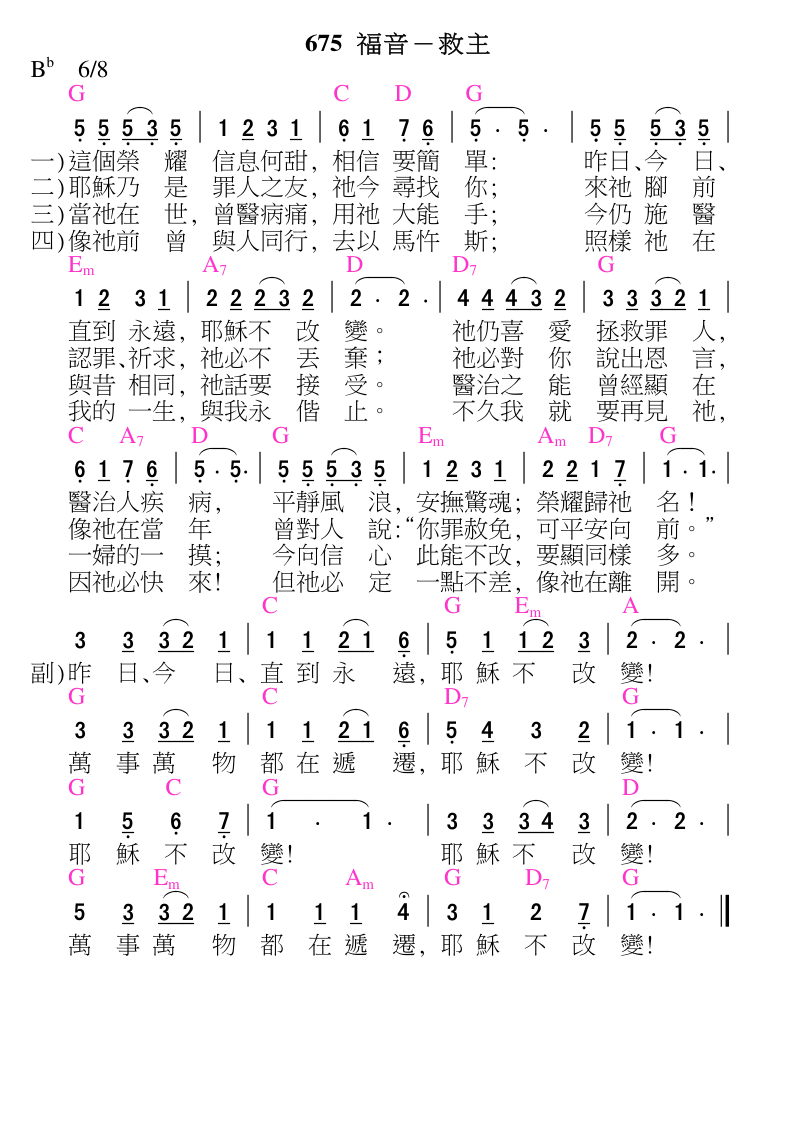 675 福音－救主
Bb 6/8
G C D G
5 5 5 3 5 | 1 2 3 1 | 6 1 7 6 | 5 · 5 · | 5 5 5 3 5 |
一)這個榮 耀 信息何甜, 相信 要簡 單: 昨日、今 日、
二)耶穌乃 是 罪人之友, 祂今 尋找 你; 來祂 腳 前
三)當祂在 世, 曾醫病痛, 用祂 大能 手; 今仍 施 醫
四)像祂前 曾 與人同行, 去以 馬忤 斯; 照樣 祂 在
Em A7 D D7 G
1 2 3 1 | 2 2 2 3 2 | 2 · 2 · | 4 4 4 3 2 | 3 3 3 2 1 |
直到 永遠, 耶穌不 改 變。 祂仍喜 愛 拯救罪 人,
認罪、祈求, 祂必不 丟 棄; 祂必對 你 說出恩 言,
與昔 相同, 祂話要 接 受。 醫治之 能 曾經顯 在
我的 一生, 與我永 偕 止。 不久我 就 要再見 祂,
C A7 D G Em Am D7 G
6 1 7 6 | 5 · 5 · | 5 5 5 3 5 | 1 2 3 1 | 2 2 1 7 | 1 · 1 · |
醫治人疾 病, 平靜風 浪, 安撫驚魂; 榮耀歸祂 名!
像祂在當 年 曾對人 說:“你罪赦免, 可平安向 前。”
一婦的一 摸; 今向信 心 此能不改, 要顯同樣 多。
因祂必快 來! 但祂必 定 一點不差, 像祂在離 開。
C G Em A
3 3 3 2 1 | 1 1 2 1 6 | 5 1 1 2 3 | 2 · 2 · |
副)昨 日、今 日、直 到 永 遠, 耶 穌 不 改 變!
G C D7 G
3 3 3 2 1 | 1 1 2 1 6 | 5 4 3 2 | 1 · 1 · |
萬 事 萬 物 都 在 遞 遷, 耶 穌 不 改 變!
G C G D
1 5 6 7 | 1 · 1 · | 3 3 3 4 3 | 2 · 2 · |
耶 穌 不 改 變! 耶 穌 不 改 變!
G Em C Am G D7 G
5 3 3 2 1 | 1 1 1 4 | 3 1 2 7 | 1 · 1 · ‖
萬 事 萬 物 都 在 遞 遷, 耶 穌 不 改 變!